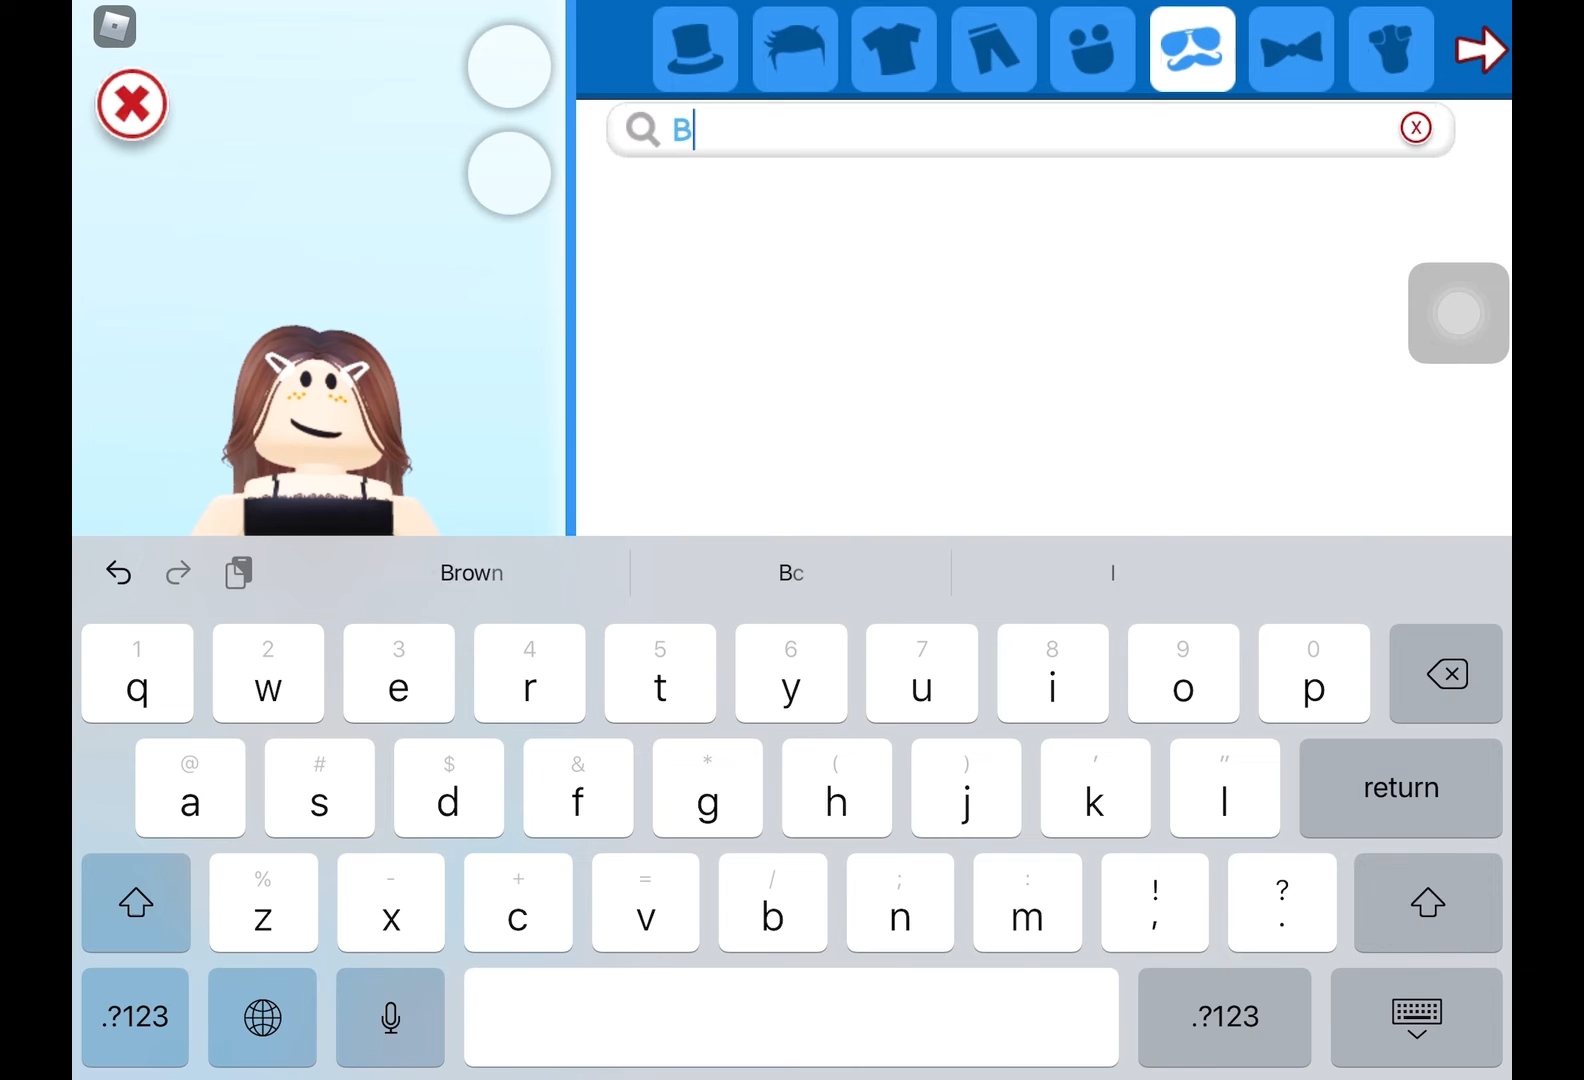 B
X
Brown Bc I
1 2 3 4 5 6 7 8 9 0
q w e r t y u i o p
@ # $ & * ( ) ' "
a s d f g h j k l return
% - + = / ; : ! ?
z x c v b n m , .
.?123 .?123